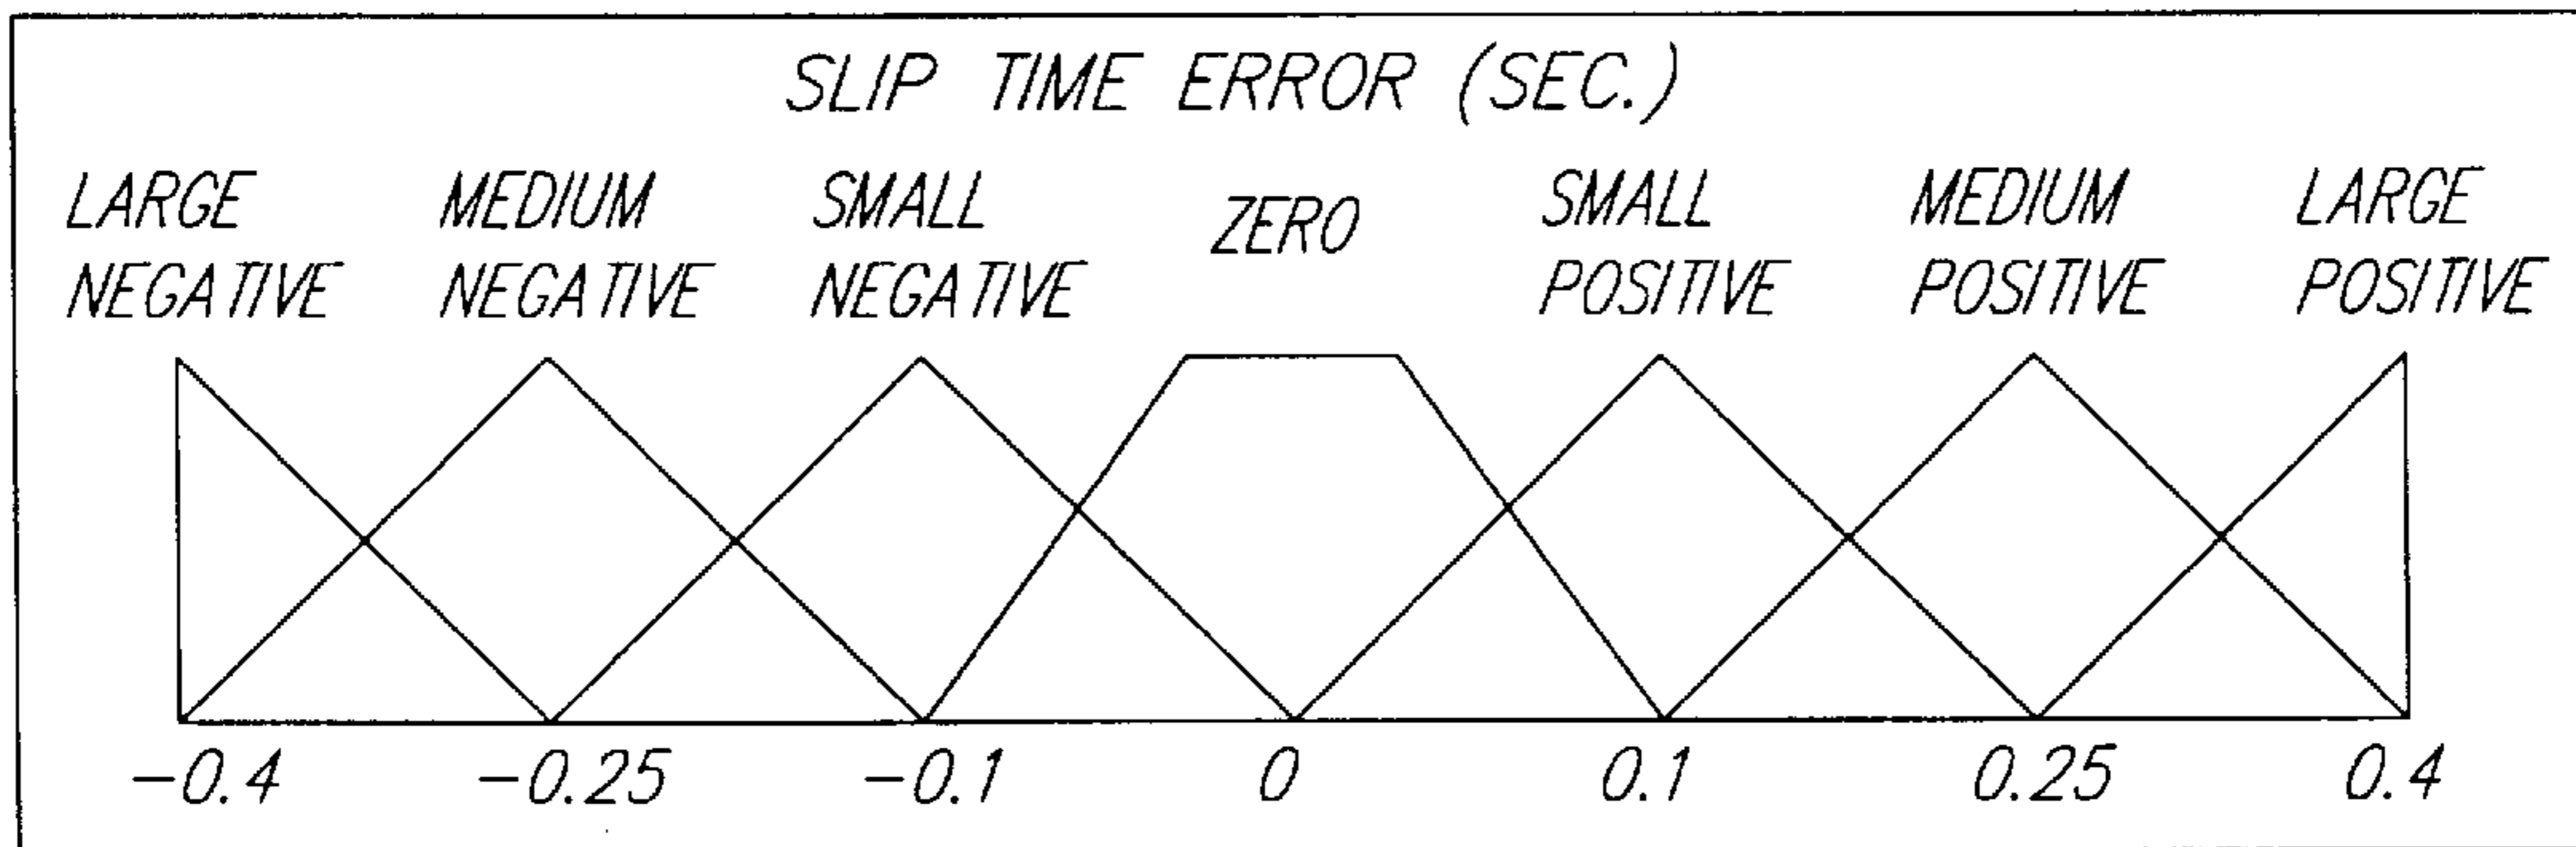 SLIP TIME ERROR (SEC.)
LARGE NEGATIVE
MEDIUM NEGATIVE
SMALL NEGATIVE
ZERO
SMALL POSITIVE
MEDIUM POSITIVE
LARGE POSITIVE
-0.4 -0.25 -0.1 0 0.1 0.25 0.4